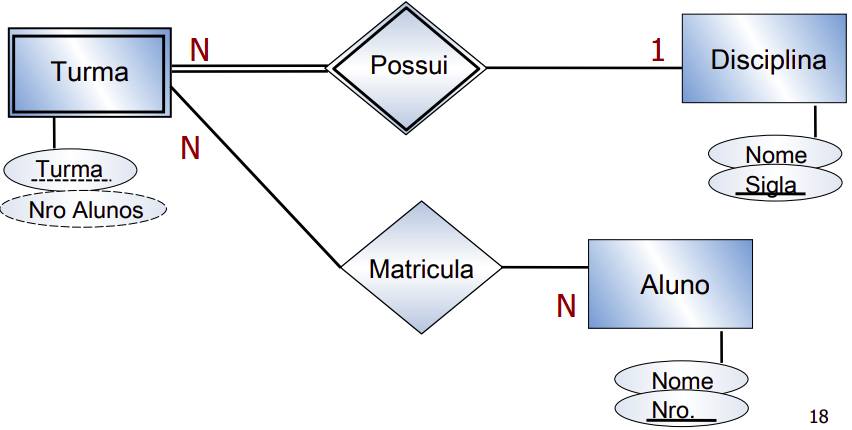 Turma
N
Possui
1
Disciplina
N
Turma
Nro Alunos
Nome
Sigla
Matricula
N
Aluno
Nome
Nro.
18